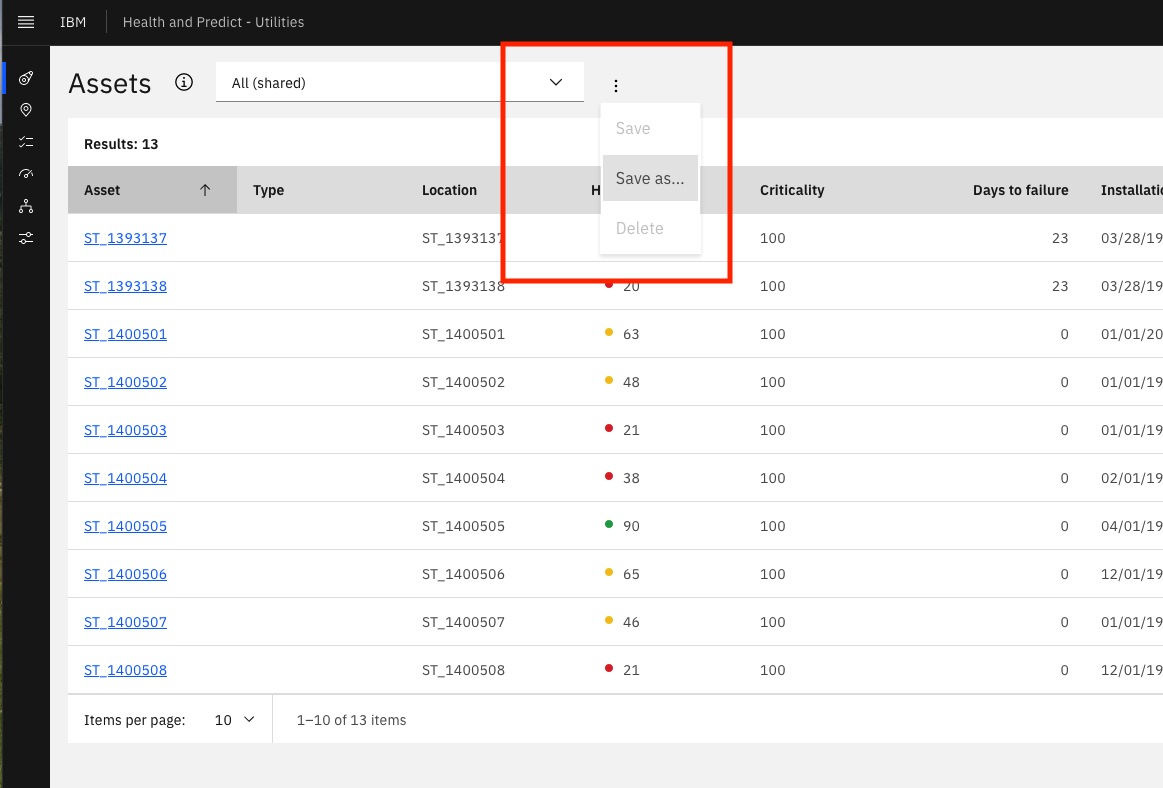 IBM Health and Predict - Utilities
Assets All (shared)
Save
Save as...
Delete
Results: 13
Asset Type Location Criticality Days to failure
ST_1393137 ST_1393137 100 23 03/28/19
ST_1393138 ST_1393138 20 100 23 03/28/19
ST_1400501 ST_1400501 63 100 0 01/01/20
ST_1400502 ST_1400502 48 100 0 01/01/19
ST_1400503 ST_1400503 21 100 0 01/01/19
ST_1400504 ST_1400504 38 100 0 02/01/19
ST_1400505 ST_1400505 90 100 0 04/01/19
ST_1400506 ST_1400506 65 100 0 12/01/19
ST_1400507 ST_1400507 46 100 0 01/01/19
ST_1400508 ST_1400508 21 100 0 12/01/19
Items per page: 10 1–10 of 13 items